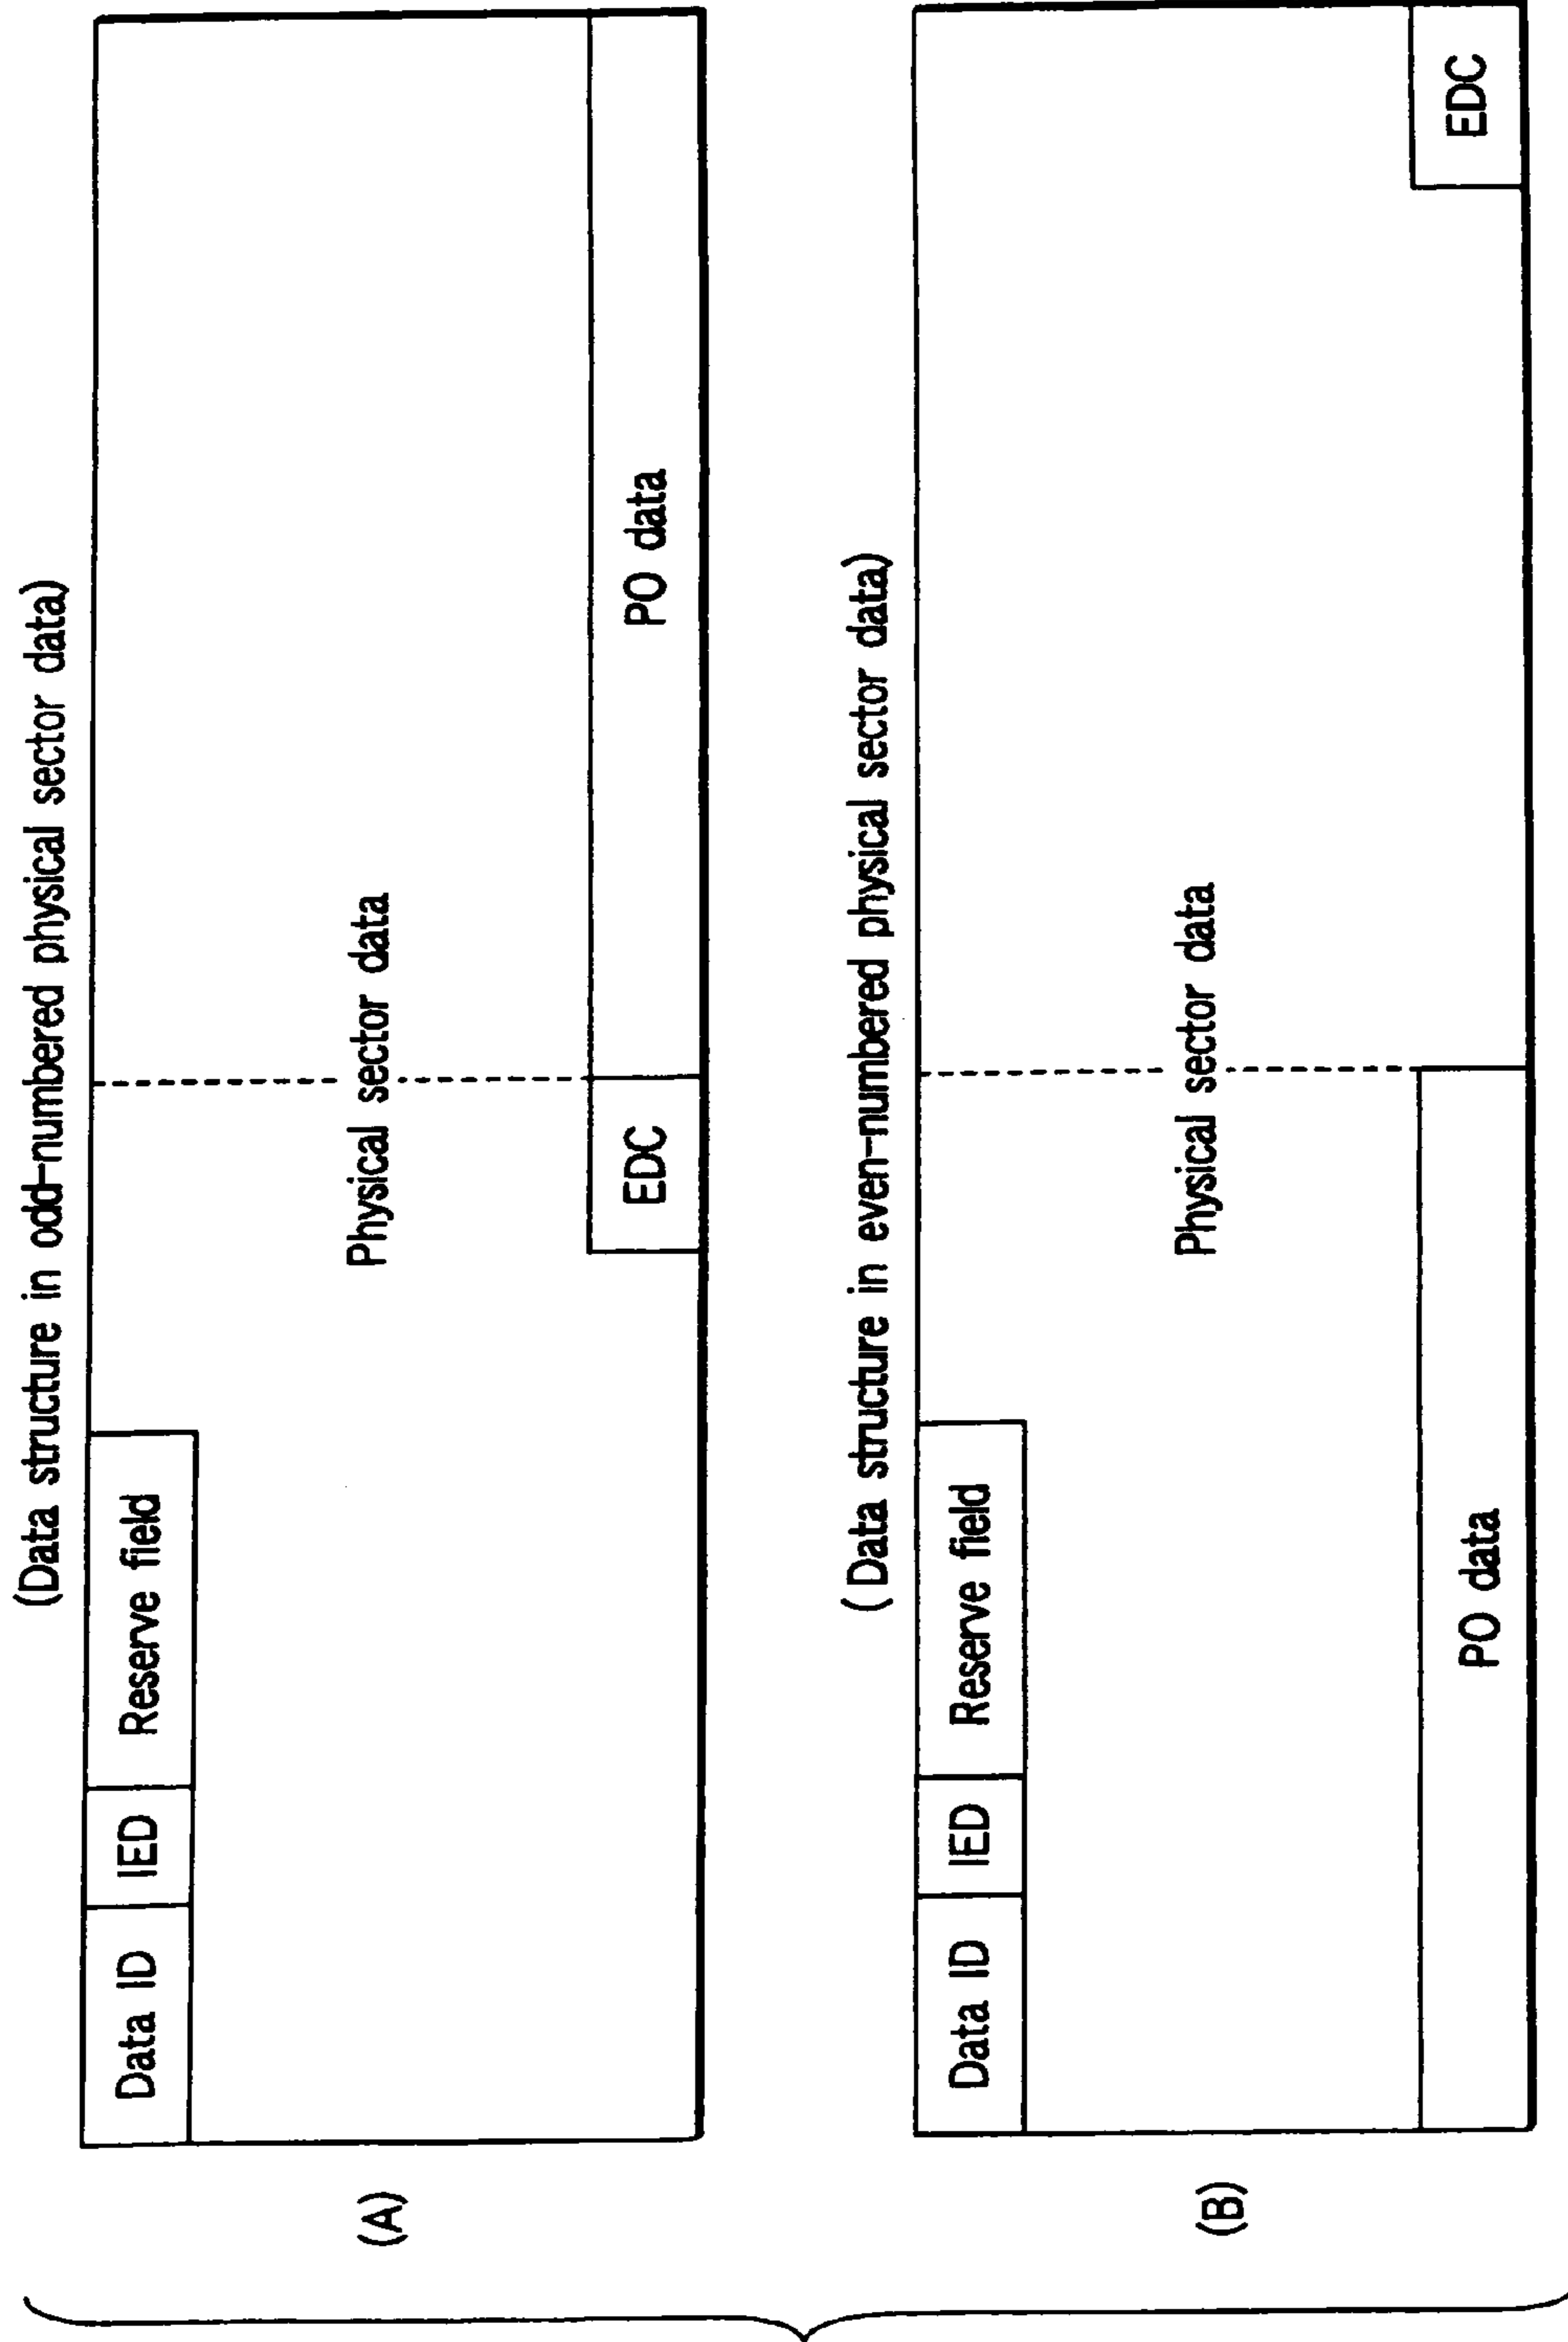 (Data structure in odd-numbered physical sector data)
(A)
Data ID IED Reserve field
Physical sector data
EDC PO data
(Data structure in even-numbered physical sector data)
(B)
Data ID IED Reserve field
Physical sector data
PO data EDC